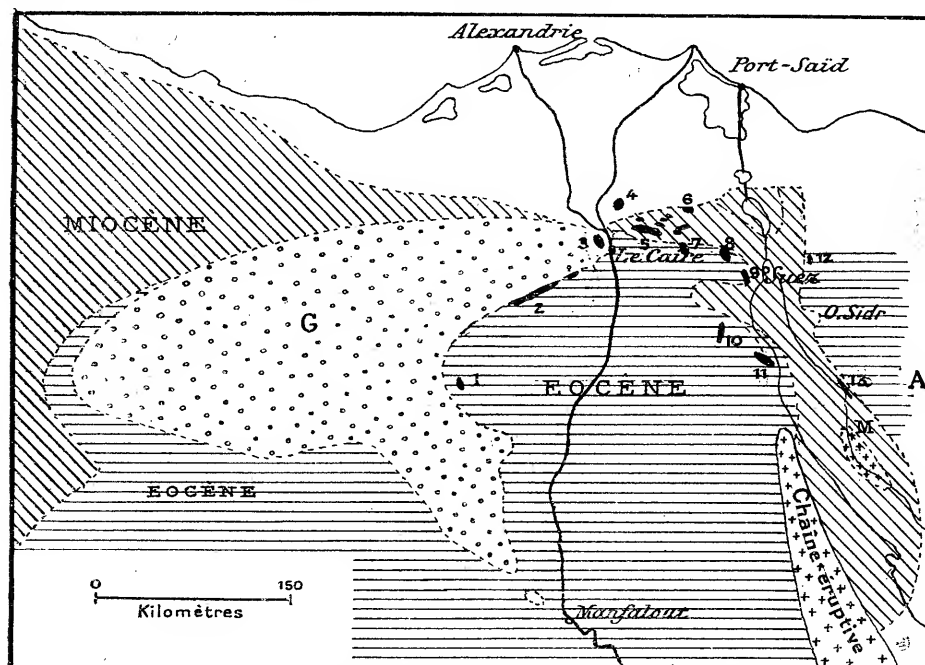 Alexandrie
Port-Saïd
4
6
MIOCÈNE
3
5
7
8
Le Caire
12
9
Suez
G
2
O. Sidr
10
11
1
EOCÈNE
13
A
M
EOCÈNE
Chaîne éruptive
0 150
Kilomètres
Manfalout